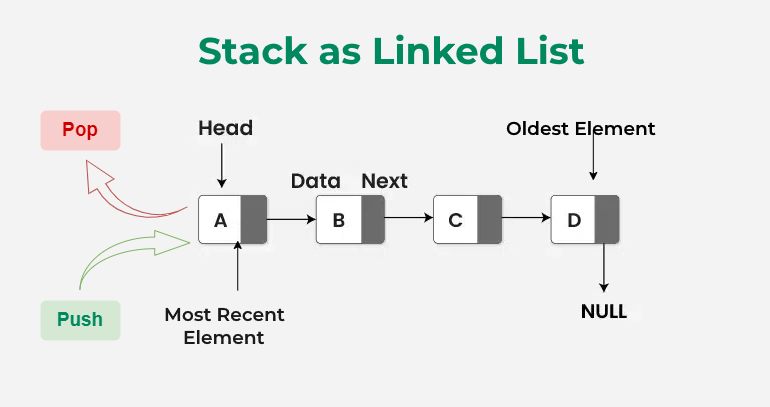 Stack as Linked List
Pop
Head
Oldest Element
Data Next
A
B
C
D
Push
Most Recent
Element
NULL